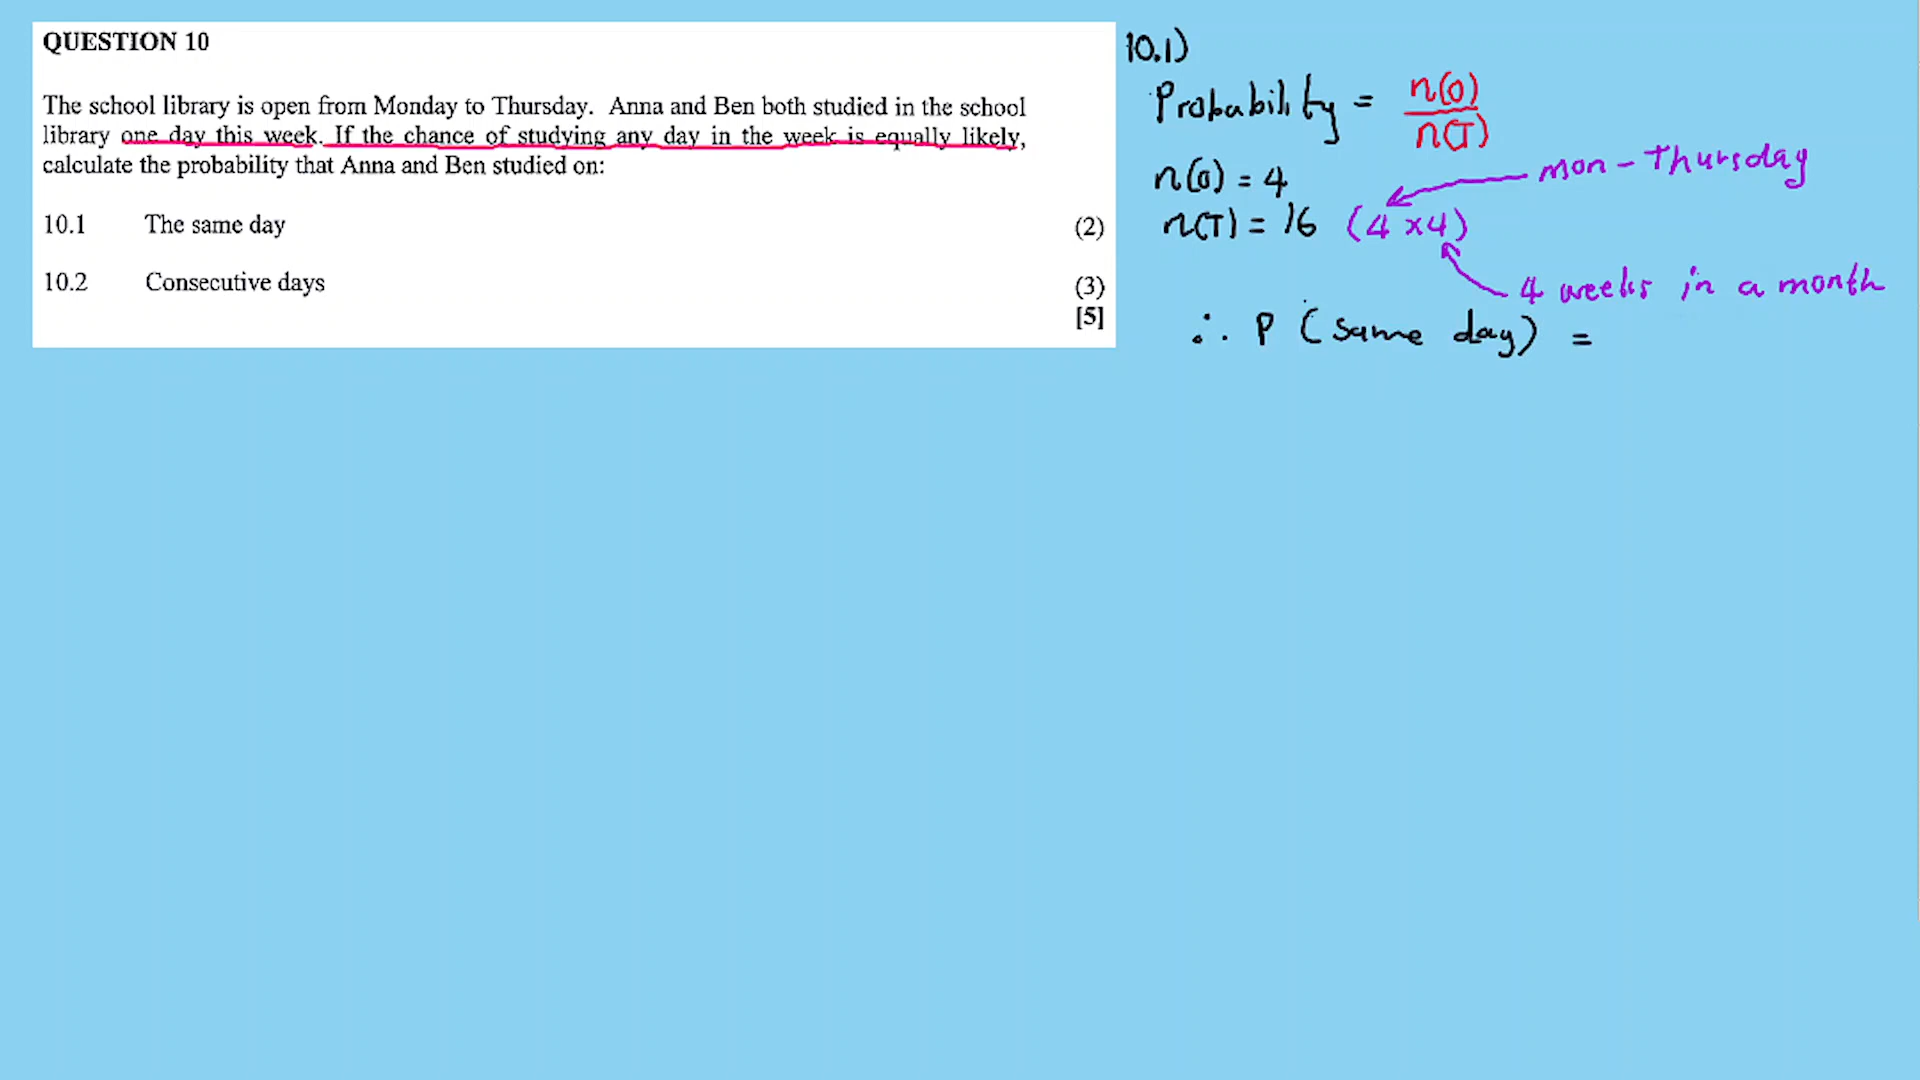 QUESTION 10
The school library is open from Monday to Thursday. Anna and Ben both studied in the school
library one day this week. If the chance of studying any day in the week is equally likely,
calculate the probability that Anna and Ben studied on:
10.1 The same day (2)
10.2 Consecutive days (3)
[5]
10.1)
Probability = n(O)/n(T)
n(O) = 4
mon - Thursday
n(T) = 16 (4 x 4)
4 weeks in a month
∴ P (same day) =